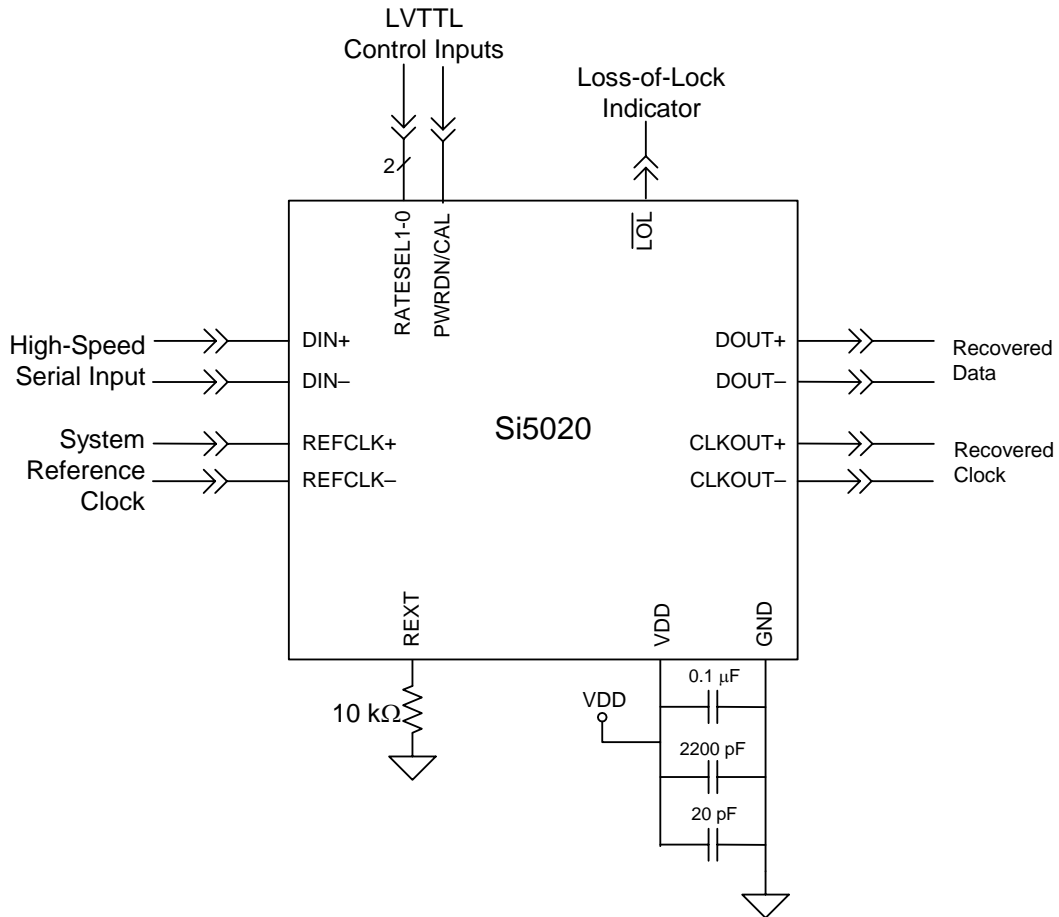 LVTTL
Control Inputs
Loss-of-Lock
Indicator
2
RATESEL1-0
PWRDN/CAL
LOL
High-Speed
Serial Input
DIN+
DIN–
System
Reference
Clock
REFCLK+
REFCLK–
Si5020
DOUT+
DOUT–
Recovered
Data
CLKOUT+
CLKOUT–
Recovered
Clock
REXT
VDD
GND
10 kΩ
VDD
0.1 μF
2200 pF
20 pF